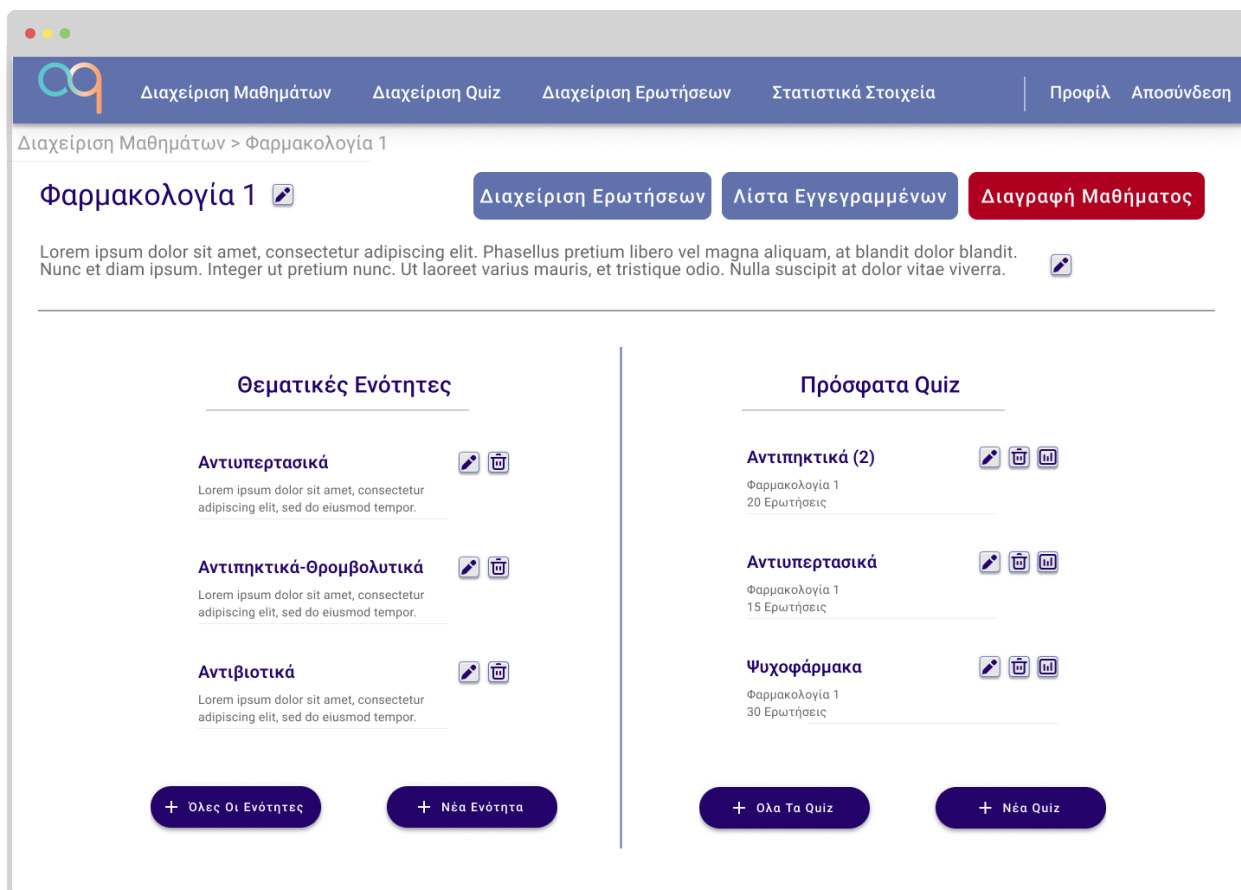 Διαχείριση Μαθημάτων Διαχείριση Quiz Διαχείριση Ερωτήσεων Στατιστικά Στοιχεία Προφίλ Αποσύνδεση
Διαχείριση Μαθημάτων > Φαρμακολογία 1
Φαρμακολογία 1
Διαχείριση Ερωτήσεων Λίστα Εγγεγραμμένων Διαγραφή Μαθήματος
Lorem ipsum dolor sit amet, consectetur adipiscing elit. Phasellus pretium libero vel magna aliquam, at blandit dolor blandit.
Nunc et diam ipsum. Integer ut pretium nunc. Ut laoreet varius mauris, et tristique odio. Nulla suscipit at dolor vitae viverra.
Θεματικές Ενότητες
Αντιυπερτασικά
Lorem ipsum dolor sit amet, consectetur
adipiscing elit, sed do eiusmod tempor.
Αντιπηκτικά-Θρομβολυτικά
Lorem ipsum dolor sit amet, consectetur
adipiscing elit, sed do eiusmod tempor.
Αντιβιοτικά
Lorem ipsum dolor sit amet, consectetur
adipiscing elit, sed do eiusmod tempor.
+ Όλες Οι Ενότητες + Νέα Ενότητα
Πρόσφατα Quiz
Αντιπηκτικά (2)
Φαρμακολογία 1
20 Ερωτήσεις
Αντιυπερτασικά
Φαρμακολογία 1
15 Ερωτήσεις
Ψυχοφάρμακα
Φαρμακολογία 1
30 Ερωτήσεις
+ Ολα Τα Quiz + Νέα Quiz